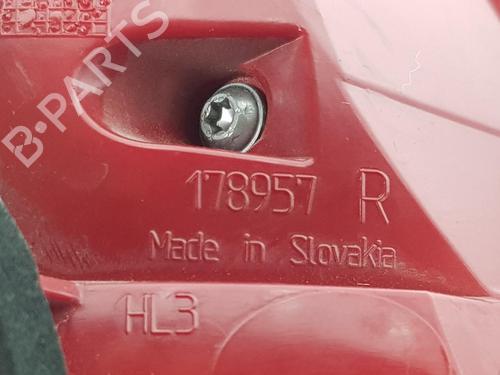 B-PARTS
178957 R
Made in Slovakia
HL3